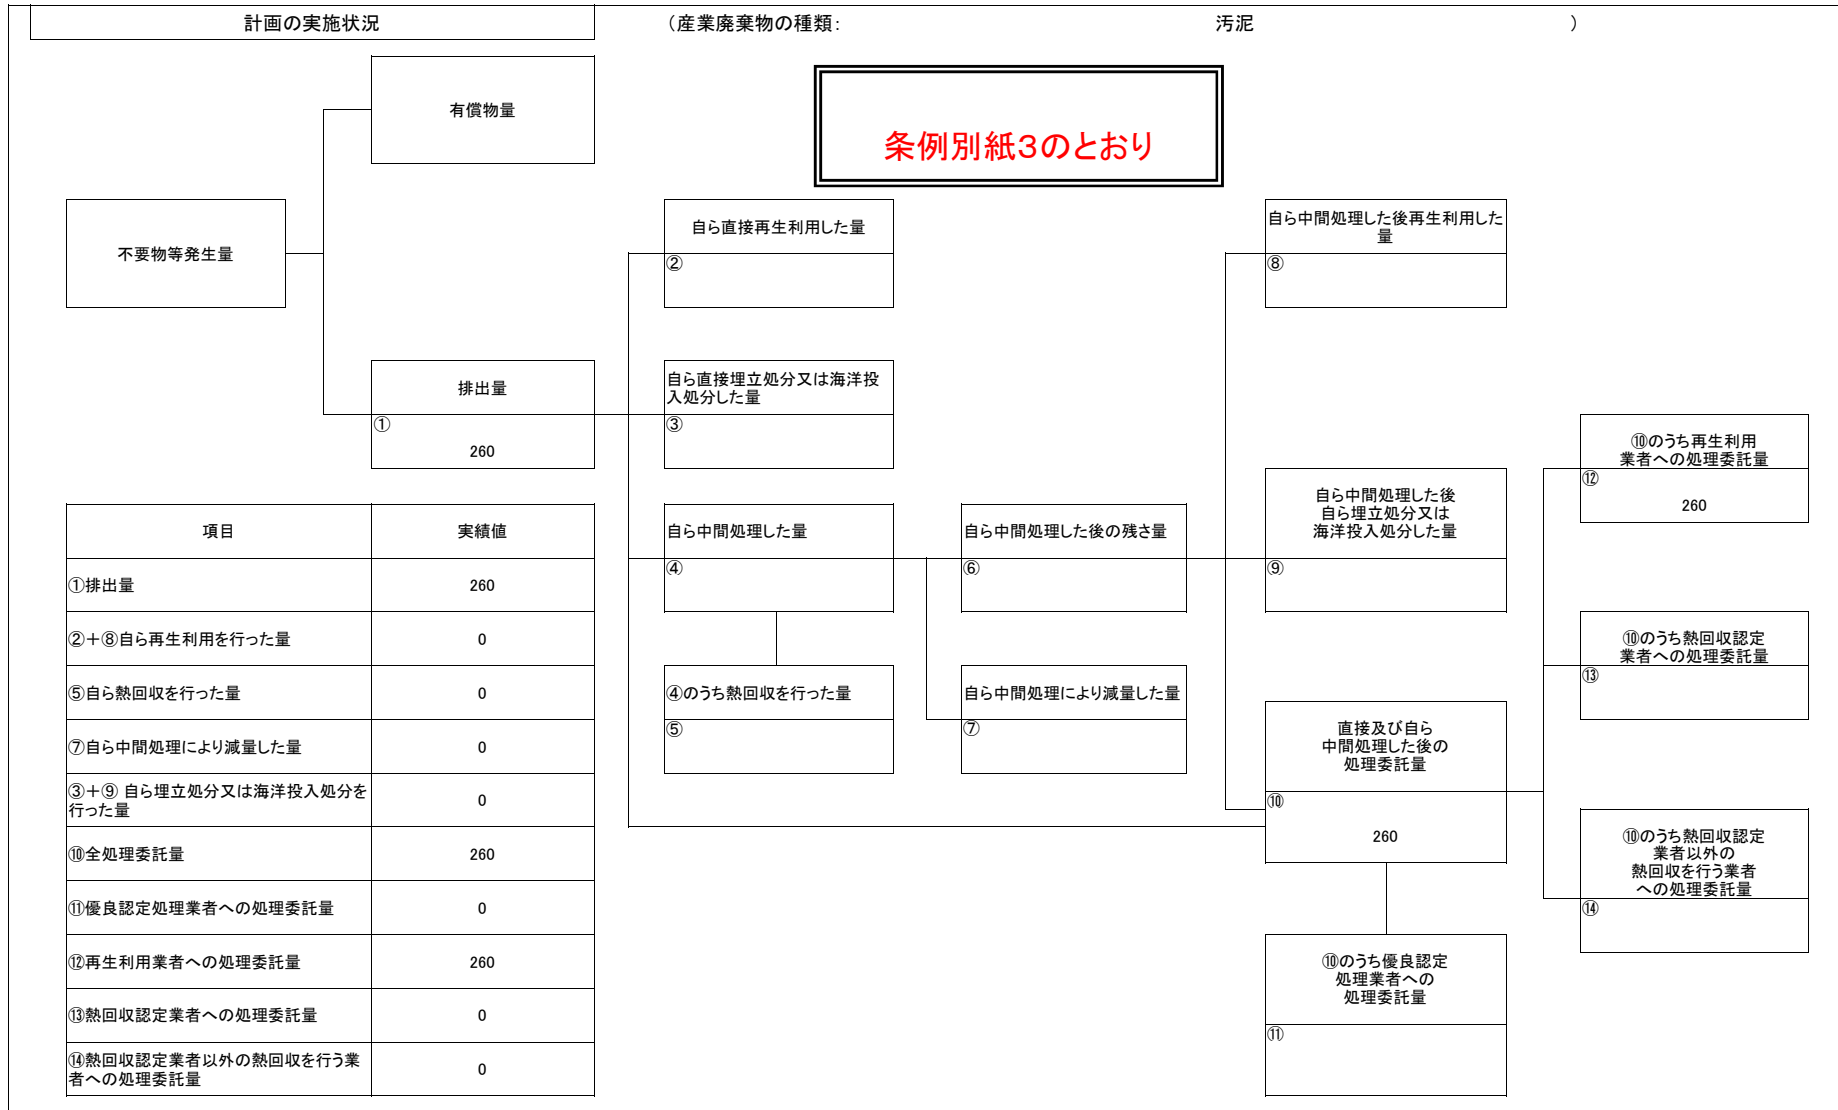 計画の実施状況
（産業廃棄物の種類： 汚泥 ）
有償物量
条例別紙３のとおり
不要物等発生量
自ら直接再生利用した量
②
自ら中間処理した後再生利用した
量
⑧
排出量
①
260
自ら直接埋立処分又は海洋投
入処分した量
③
⑩のうち再生利用
業者への処理委託量
⑫
260
自ら中間処理した量
④
自ら中間処理した後の残さ量
⑥
自ら中間処理した後
自ら埋立処分又は
海洋投入処分した量
⑨
⑩のうち熱回収認定
業者への処理委託量
⑬
④のうち熱回収を行った量
⑤
自ら中間処理により減量した量
⑦
直接及び自ら
中間処理した後の
処理委託量
⑩
260
⑩のうち熱回収認定
業者以外の
熱回収を行う業者
への処理委託量
⑭
⑩のうち優良認定
処理業者への
処理委託量
⑪
項目 実績値
①排出量 260
②＋⑧自ら再生利用を行った量 0
⑤自ら熱回収を行った量 0
⑦自ら中間処理により減量した量 0
③＋⑨ 自ら埋立処分又は海洋投入処分を
行った量 0
⑩全処理委託量 260
⑪優良認定処理業者への処理委託量 0
⑫再生利用業者への処理委託量 260
⑬熱回収認定業者への処理委託量 0
⑭熱回収認定業者以外の熱回収を行う業
者への処理委託量 0